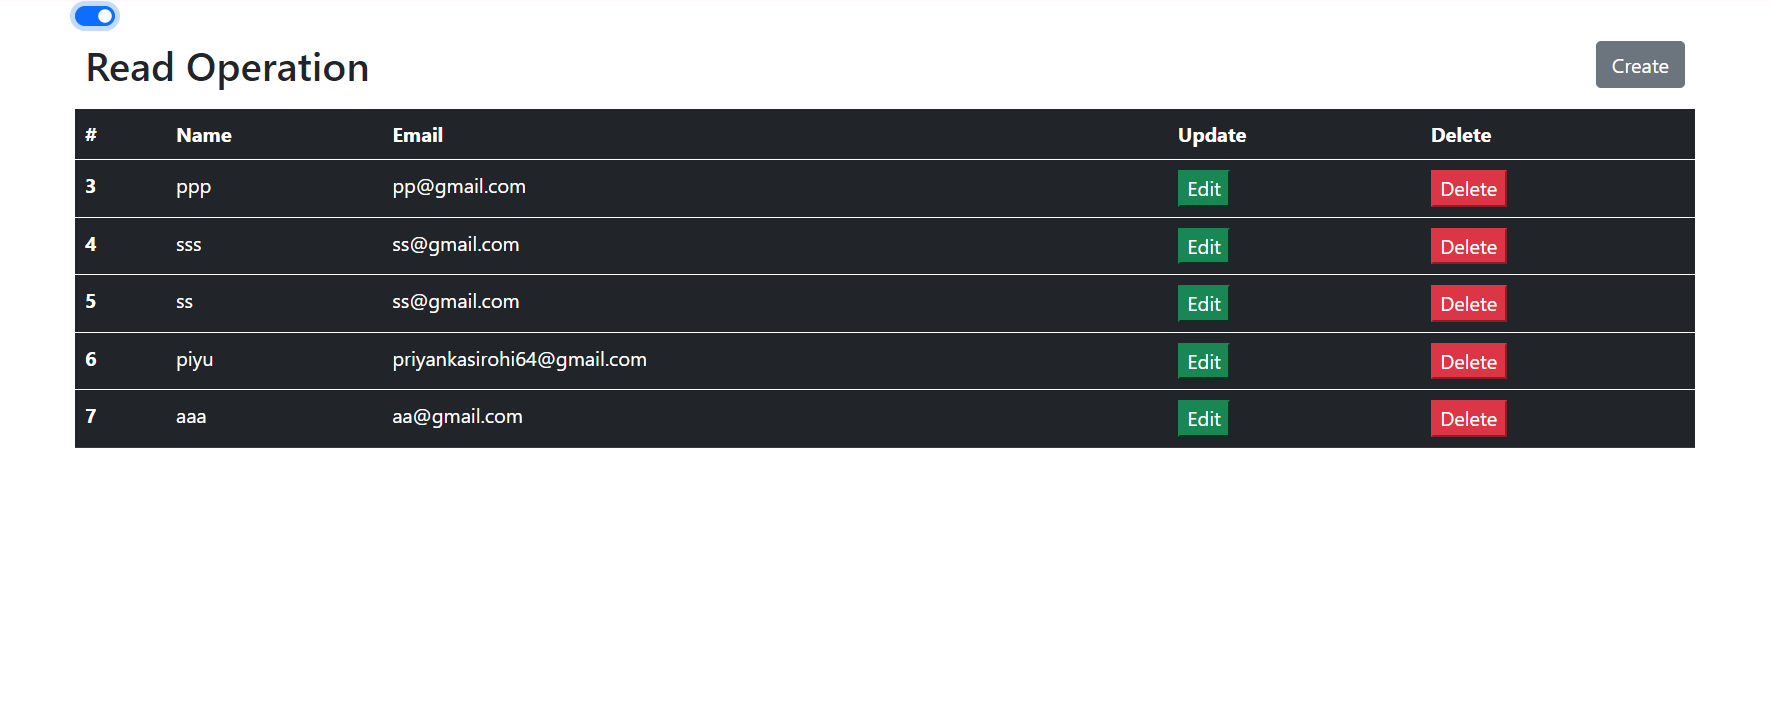 Read Operation Create
# Name Email Update Delete
3 ppp pp@gmail.com Edit Delete
4 sss ss@gmail.com Edit Delete
5 ss ss@gmail.com Edit Delete
6 piyu priyankasirohi64@gmail.com Edit Delete
7 aaa aa@gmail.com Edit Delete